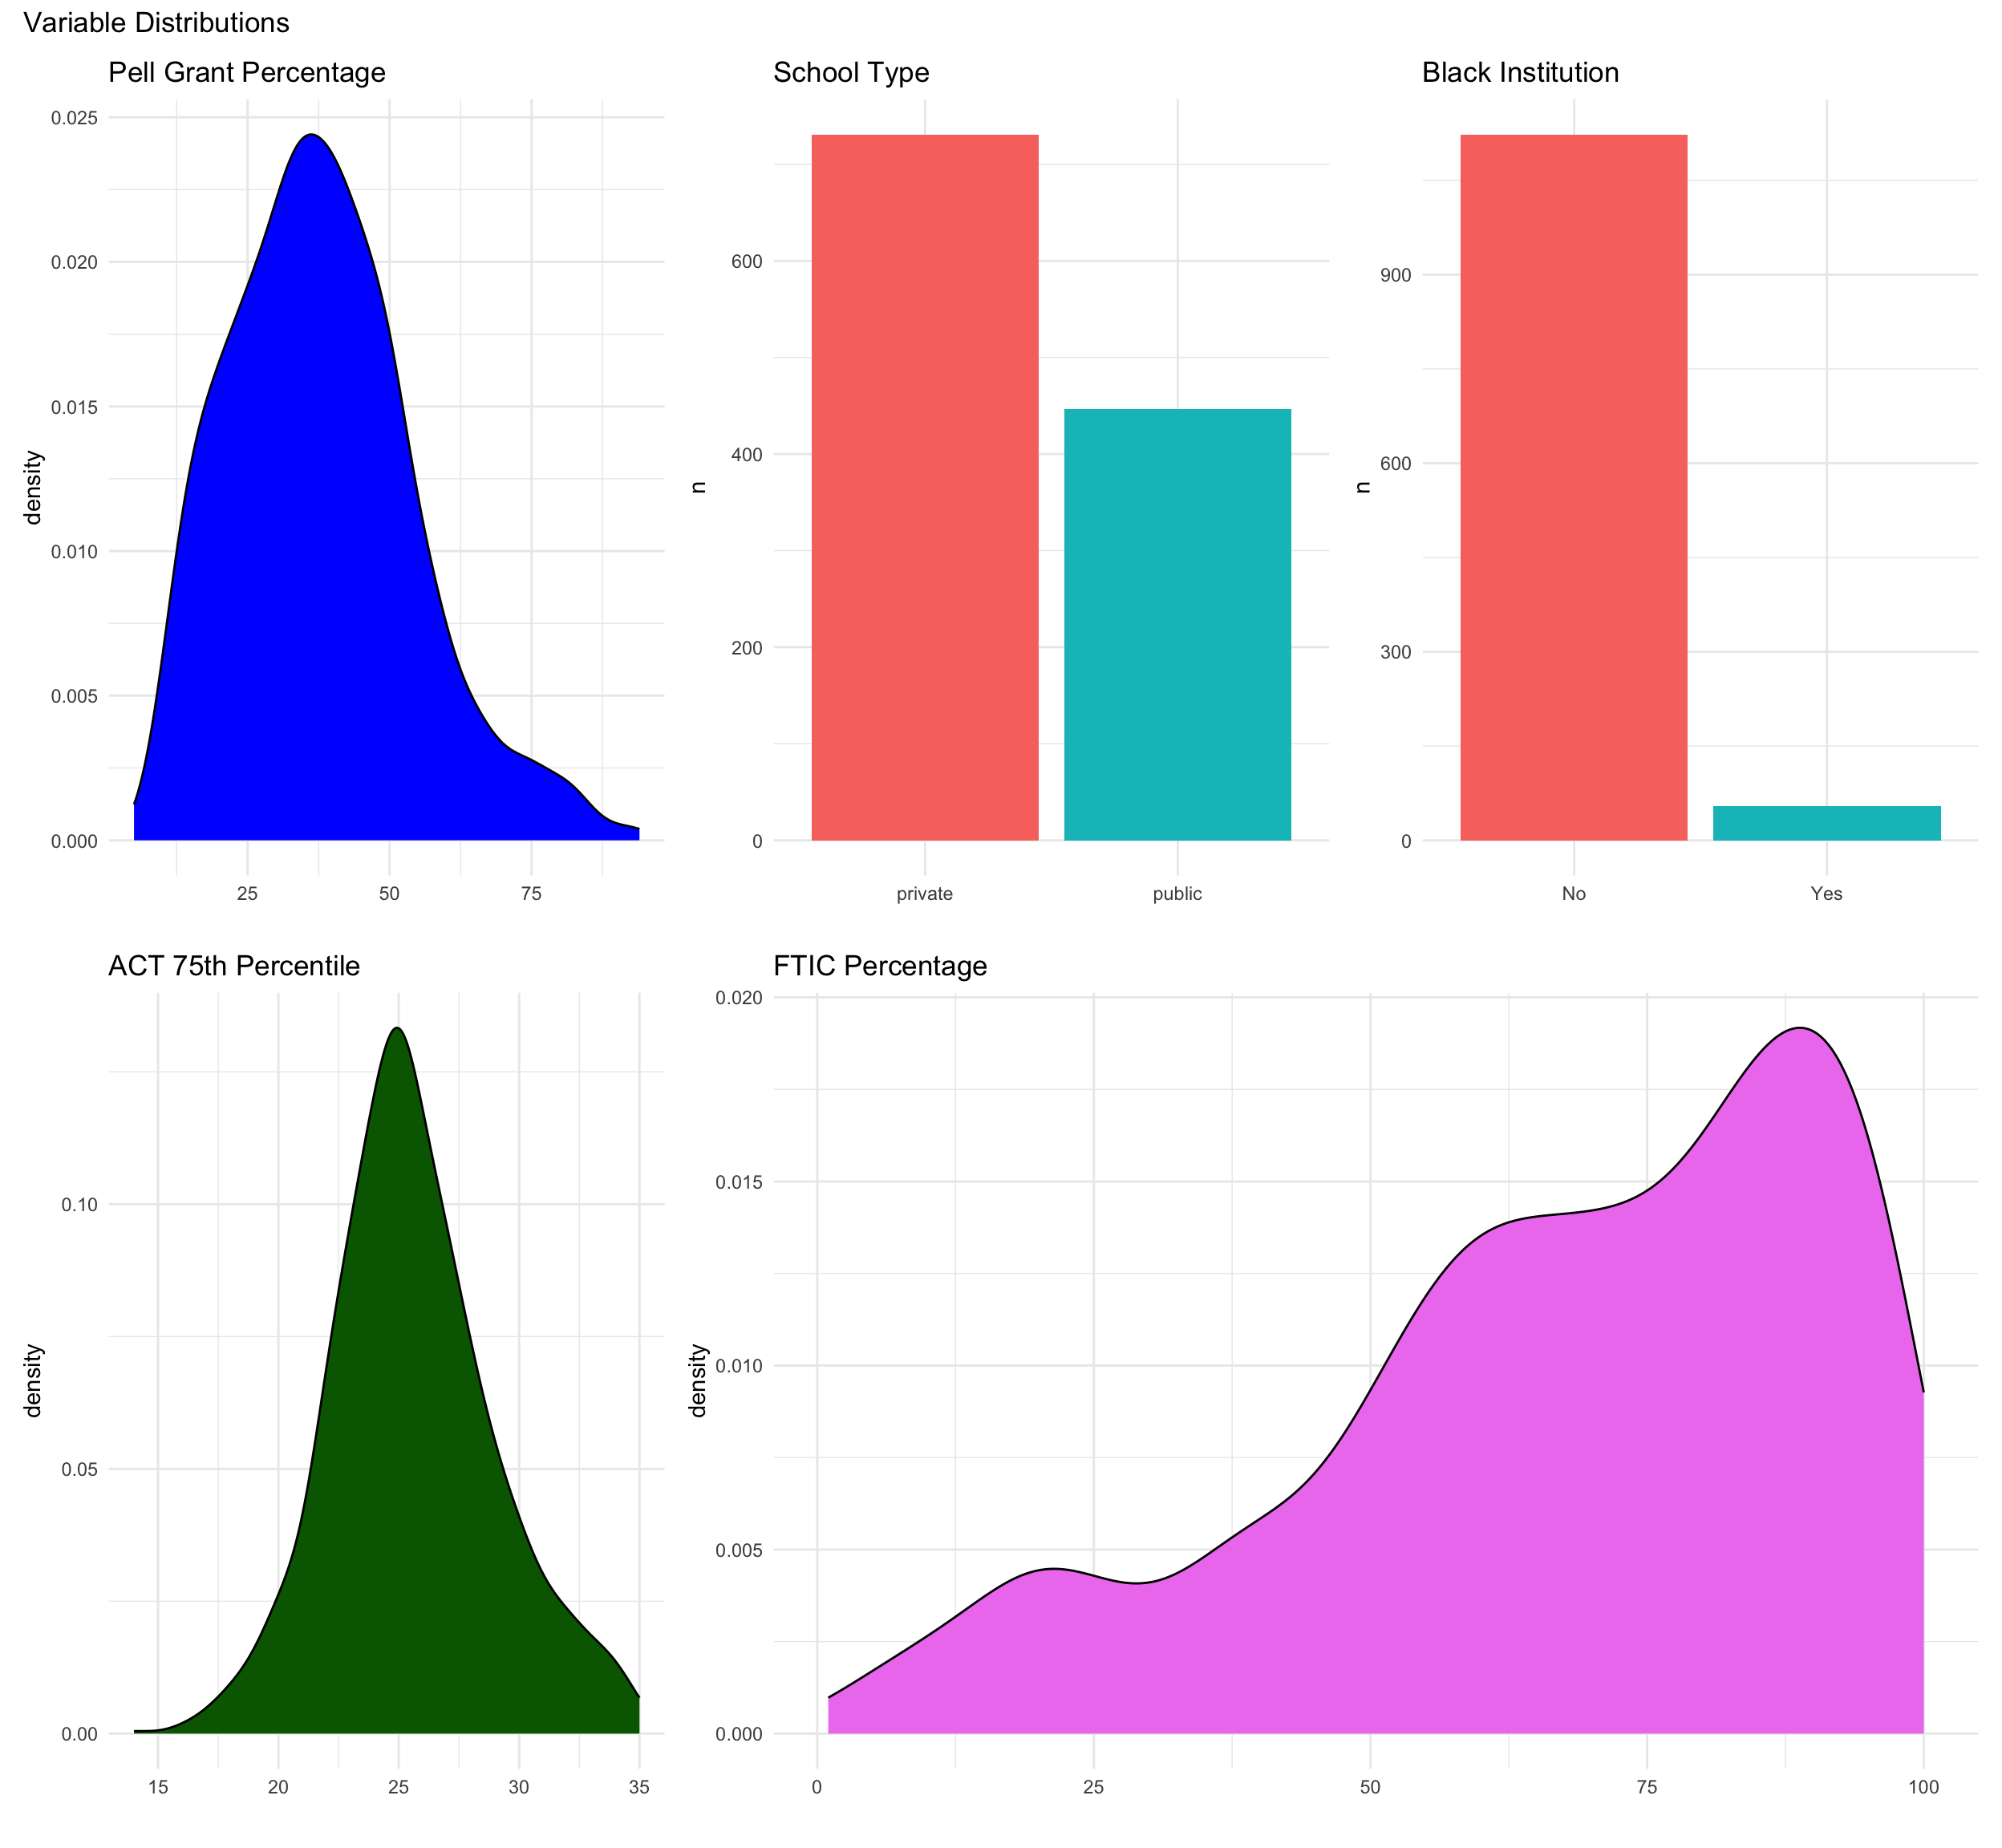 Variable Distributions
Pell Grant Percentage
density
0.025
0.020
0.015
0.010
0.005
0.000
25 50 75
School Type
n
600
400
200
0
private public
Black Institution
n
900
600
300
0
No Yes
ACT 75th Percentile
density
0.10
0.05
0.00
15 20 25 30 35
FTIC Percentage
density
0.020
0.015
0.010
0.005
0.000
0 25 50 75 100